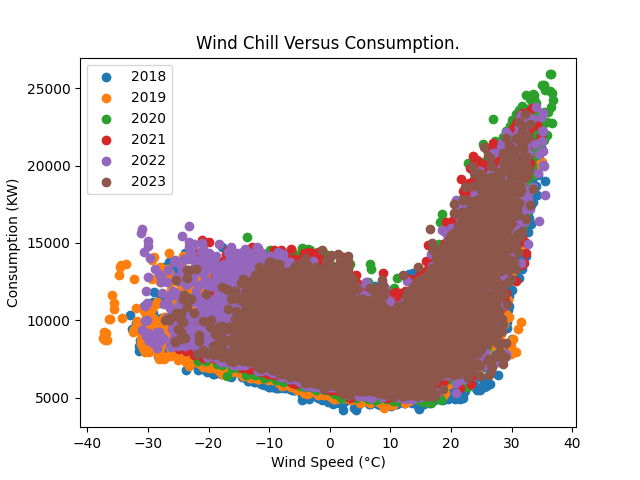 Wind Chill Versus Consumption.
Consumption (KW)
25000
20000
15000
10000
5000
2018
2019
2020
2021
2022
2023
−40 −30 −20 −10 0 10 20 30 40
Wind Speed (°C)